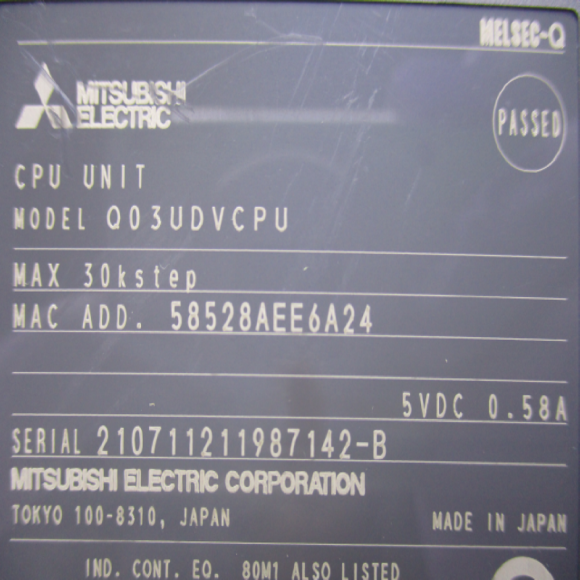 MELSEC-Q
MITSUBISHI
ELECTRIC
PASSED
CPU UNIT
MODEL Q03UDVCPU
MAX 30kstep
MAC ADD. 58528AEE6A24
5VDC 0.58A
SERIAL 210711211987142-B
MITSUBISHI ELECTRIC CORPORATION
TOKYO 100-8310, JAPAN MADE IN JAPAN
IND. CONT. EQ. 80M1 ALSO LISTED